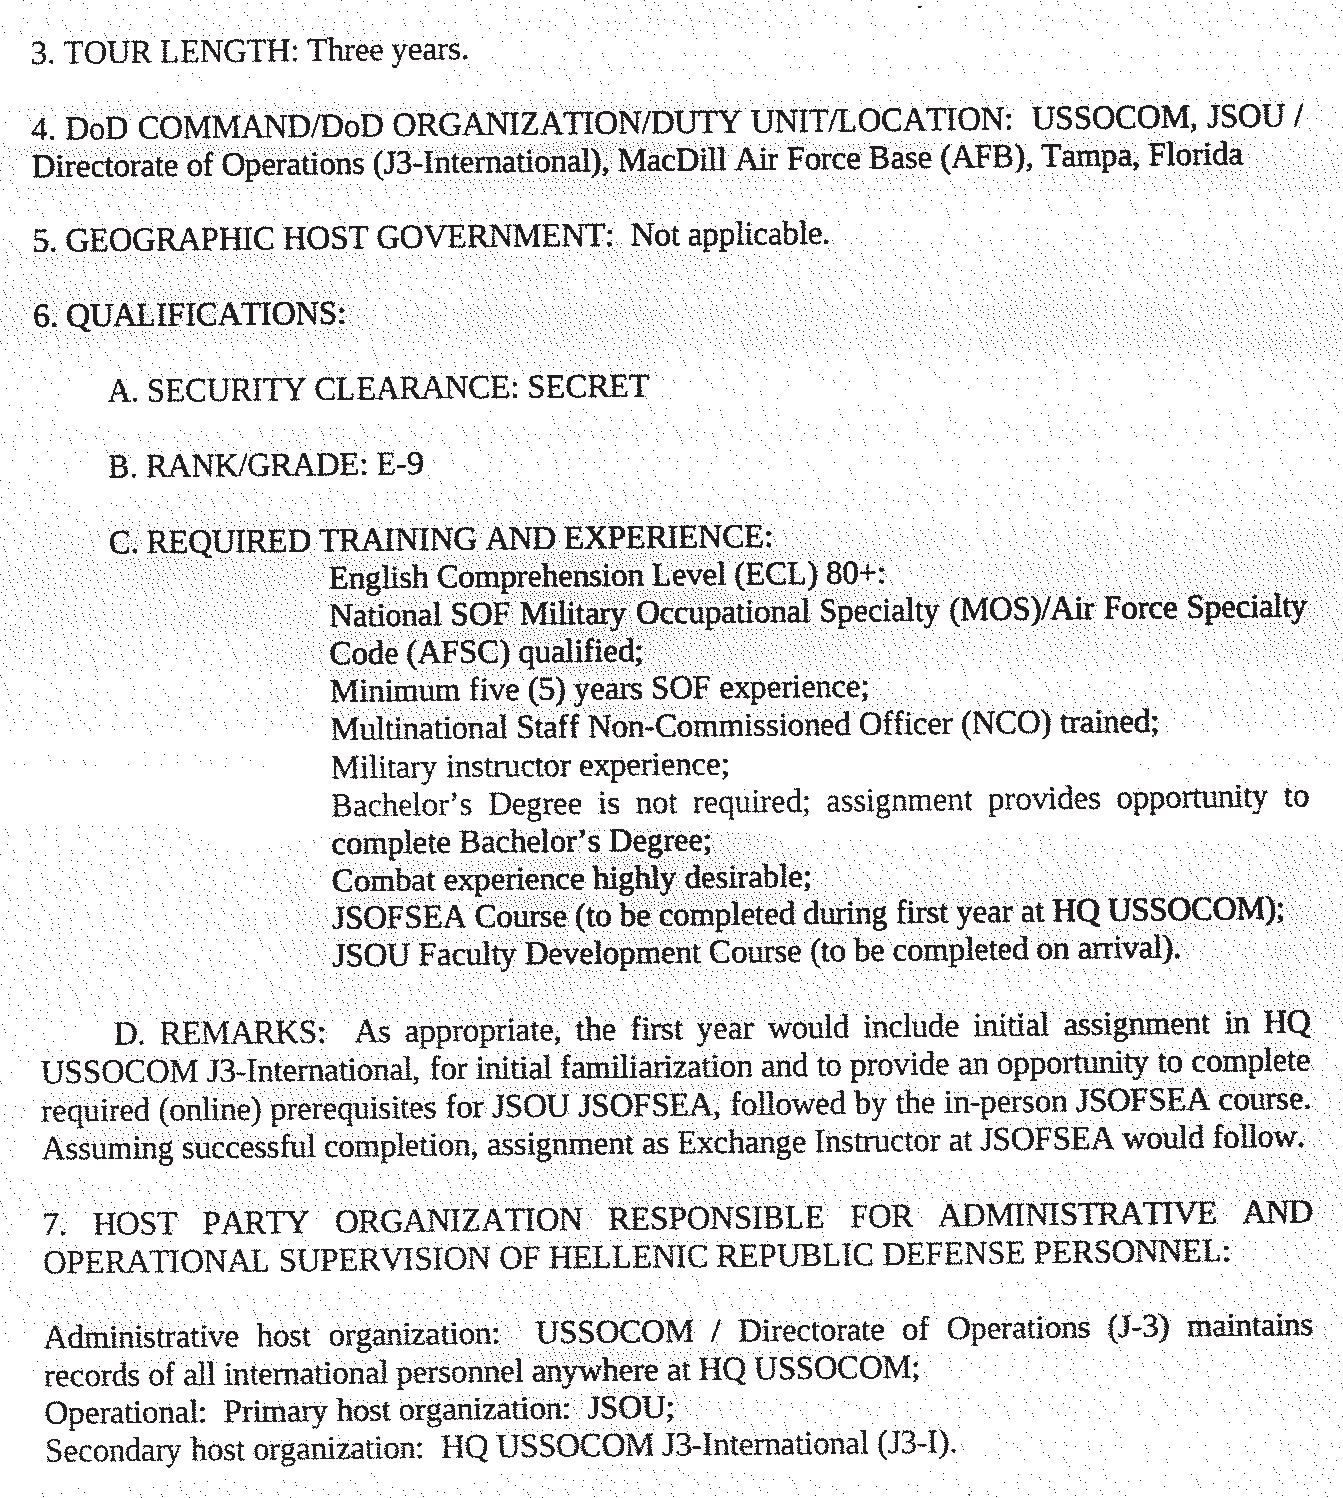 3. TOUR LENGTH: Three years.
4. DoD COMMAND/DoD ORGANIZATION/DUTY UNIT/LOCATION: USSOCOM, JSOU /
Directorate of Operations (J3-International), MacDill Air Force Base (AFB), Tampa, Florida
5. GEOGRAPHIC HOST GOVERNMENT: Not applicable.
6. QUALIFICATIONS:
A. SECURITY CLEARANCE: SECRET
B. RANK/GRADE: E-9
C. REQUIRED TRAINING AND EXPERIENCE:
English Comprehension Level (ECL) 80+:
National SOF Military Occupational Specialty (MOS)/Air Force Specialty
Code (AFSC) qualified;
Minimum five (5) years SOF experience;
Multinational Staff Non-Commissioned Officer (NCO) trained;
Military instructor experience;
Bachelor's Degree is not required; assignment provides opportunity to
complete Bachelor's Degree;
Combat experience highly desirable;
JSOFSEA Course (to be completed during first year at HQ USSOCOM);
JSOU Faculty Development Course (to be completed on arrival).
D. REMARKS: As appropriate, the first year would include initial assignment in HQ
USSOCOM J3-International, for initial familiarization and to provide an opportunity to complete
required (online) prerequisites for JSOU JSOFSEA, followed by the in-person JSOFSEA course.
Assuming successful completion, assignment as Exchange Instructor at JSOFSEA would follow.
7. HOST PARTY ORGANIZATION RESPONSIBLE FOR ADMINISTRATIVE AND
OPERATIONAL SUPERVISION OF HELLENIC REPUBLIC DEFENSE PERSONNEL:
Administrative host organization: USSOCOM / Directorate of Operations (J-3) maintains
records of all international personnel anywhere at HQ USSOCOM;
Operational: Primary host organization: JSOU;
Secondary host organization: HQ USSOCOM J3-International (J3-I).